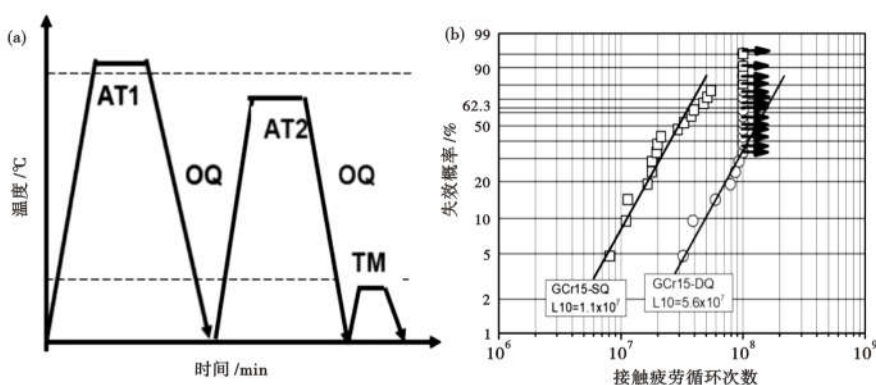 (a)
温度/℃
AT1
OQ
AT2
OQ
TM
时间/min
(b)
失效概率/%
99
90
62.3
50
20
10
5
2
1
GCr15-SQ
L10=1.1x10⁷
GCr15-DQ
L10=5.6x10⁷
10⁶
10⁷
10⁸
10⁹
接触疲劳循环次数